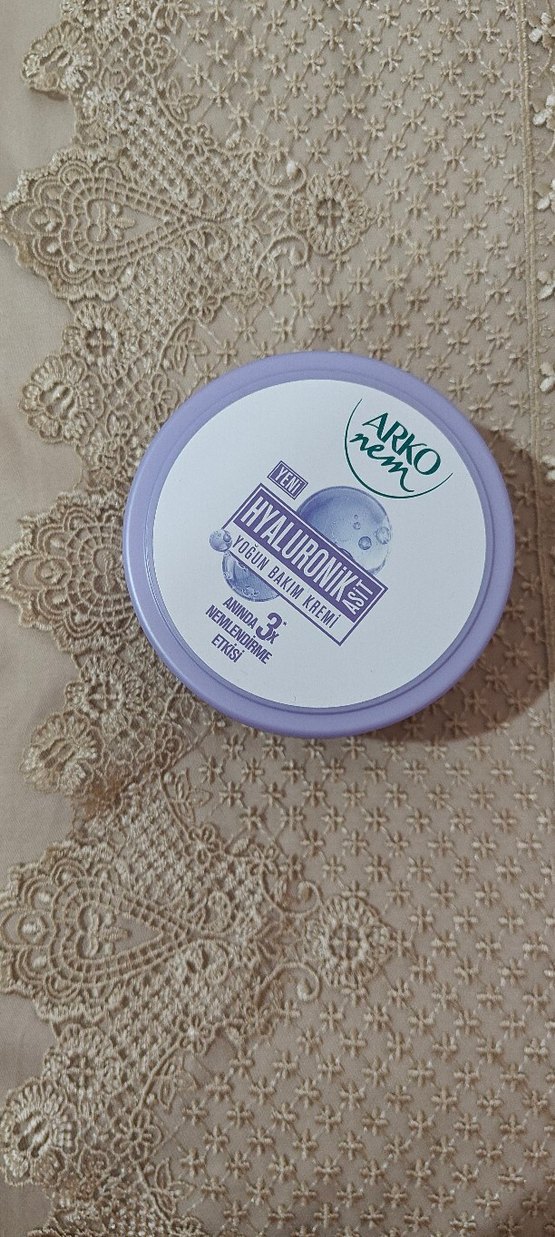 ARKO
nem
YENİ
HYALURONİK
ASİT
YOĞUN BAKIM KREMİ
ANINDA 3X*
NEMLENDİRME
ETKİSİ